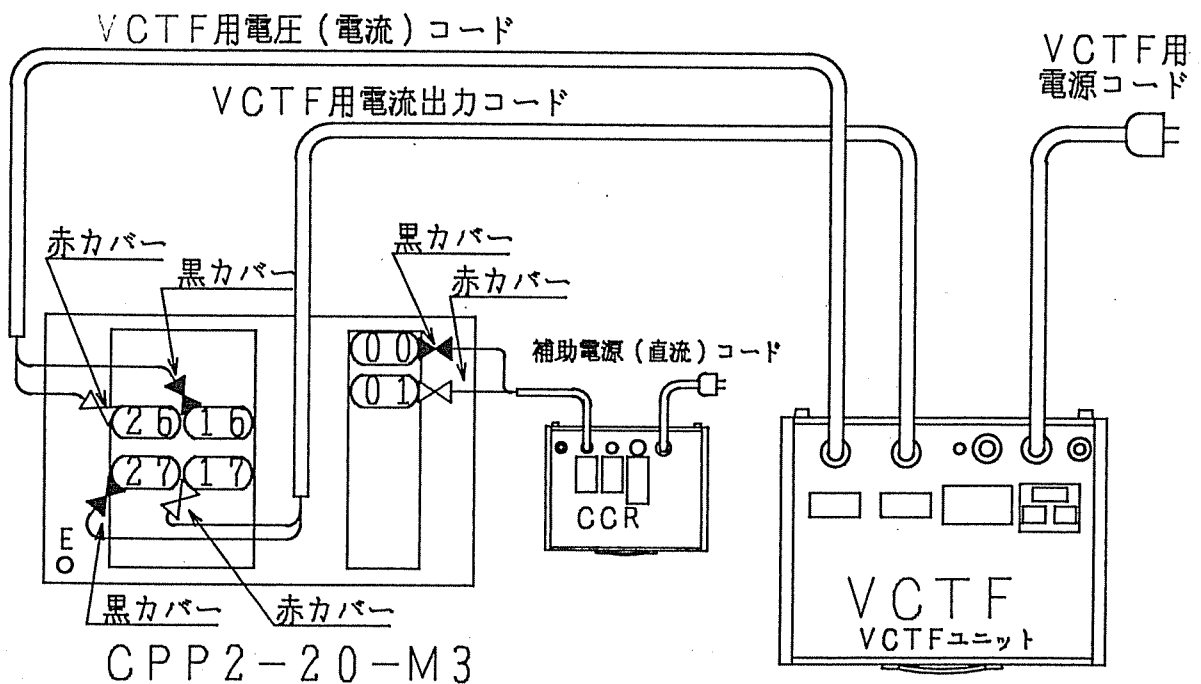 VCTF用電圧(電流)コード
VCTF用
電源コード
VCTF用電流出力コード
赤カバー
黒カバー
黒カバー
赤カバー
補助電源(直流)コード
00
01
26 16
27 17
E
CCR
黒カバー
赤カバー
CPP2-20-M3
VCTF
VCTFユニット